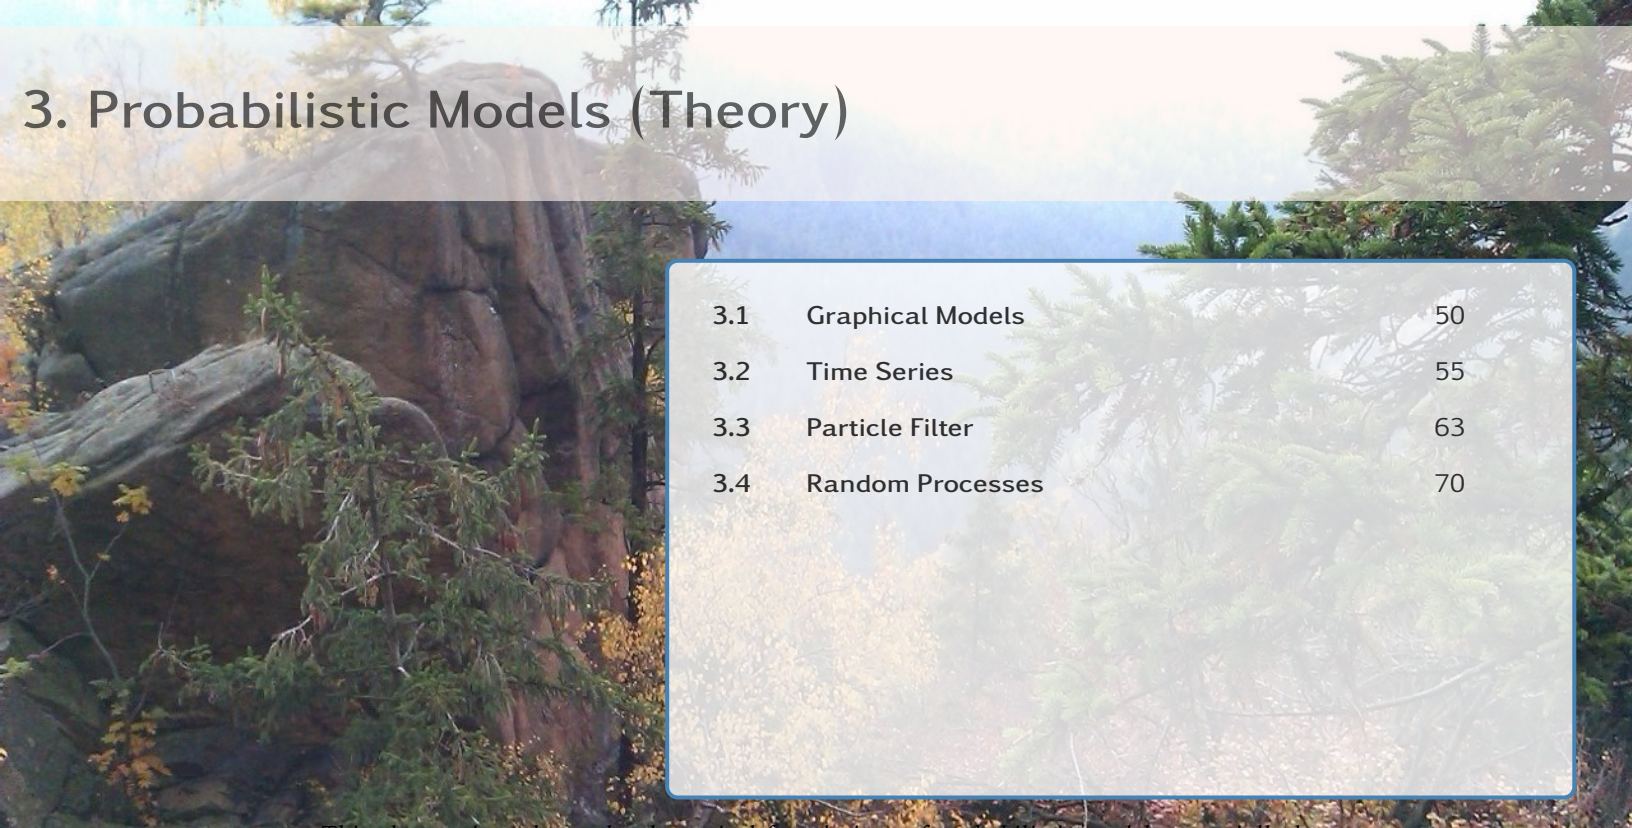 3. Probabilistic Models (Theory)
3.1 Graphical Models 50
3.2 Time Series 55
3.3 Particle Filter 63
3.4 Random Processes 70